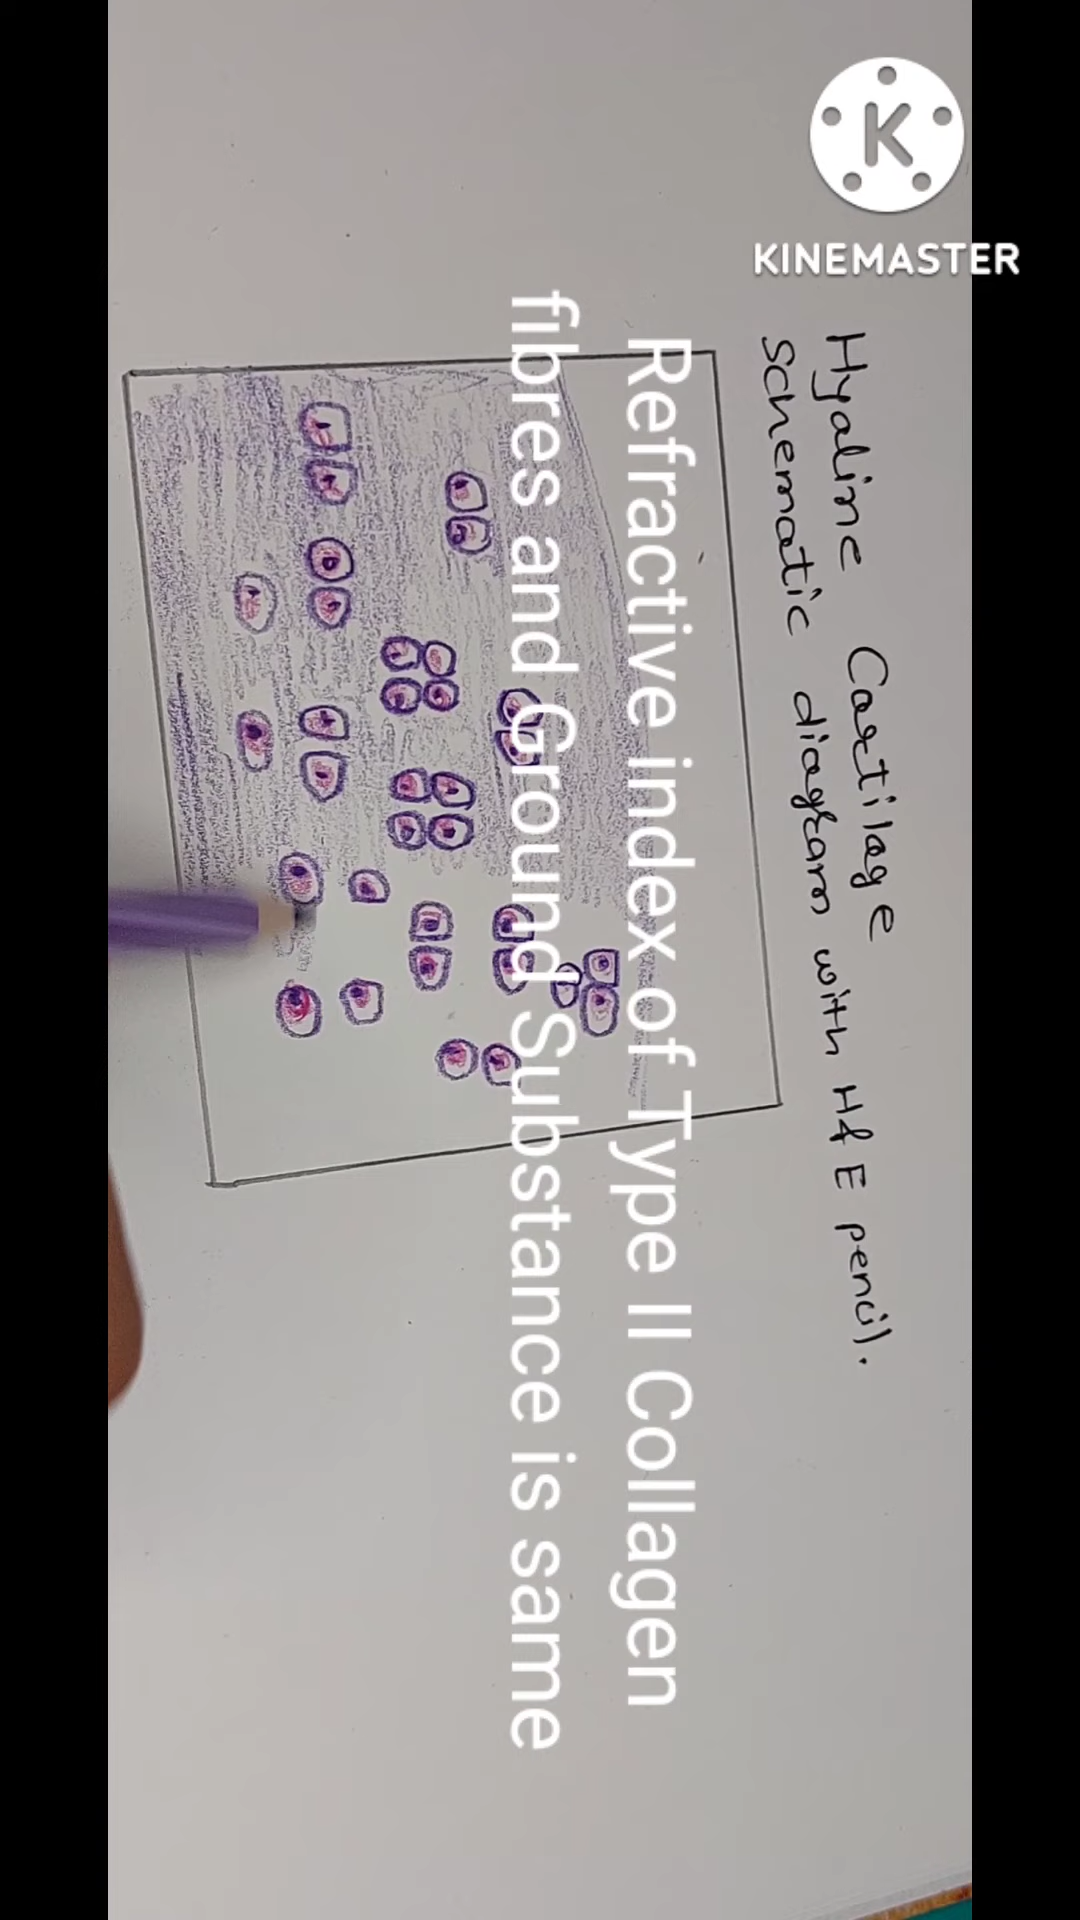 KINEMASTER
Hyaline Cartilage
schematic diagram with H&E pencil.
Refractive index of Type II Collagen
fibres and Ground Substance is same